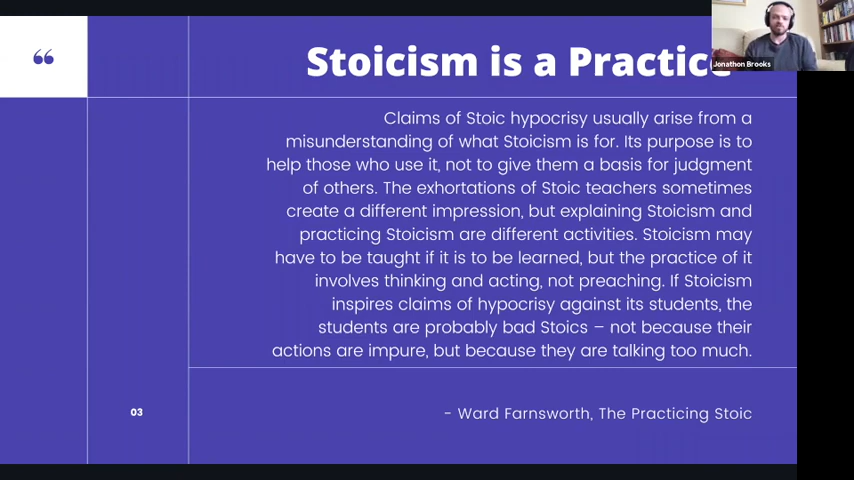 “
Stoicism is a Practice
Jonathon Brooks
Claims of Stoic hypocrisy usually arise from a
misunderstanding of what Stoicism is for. Its purpose is to
help those who use it, not to give them a basis for judgment
of others. The exhortations of Stoic teachers sometimes
create a different impression, but explaining Stoicism and
practicing Stoicism are different activities. Stoicism may
have to be taught if it is to be learned, but the practice of it
involves thinking and acting, not preaching. If Stoicism
inspires claims of hypocrisy against its students, the
students are probably bad Stoics – not because their
actions are impure, but because they are talking too much.
03
- Ward Farnsworth, The Practicing Stoic